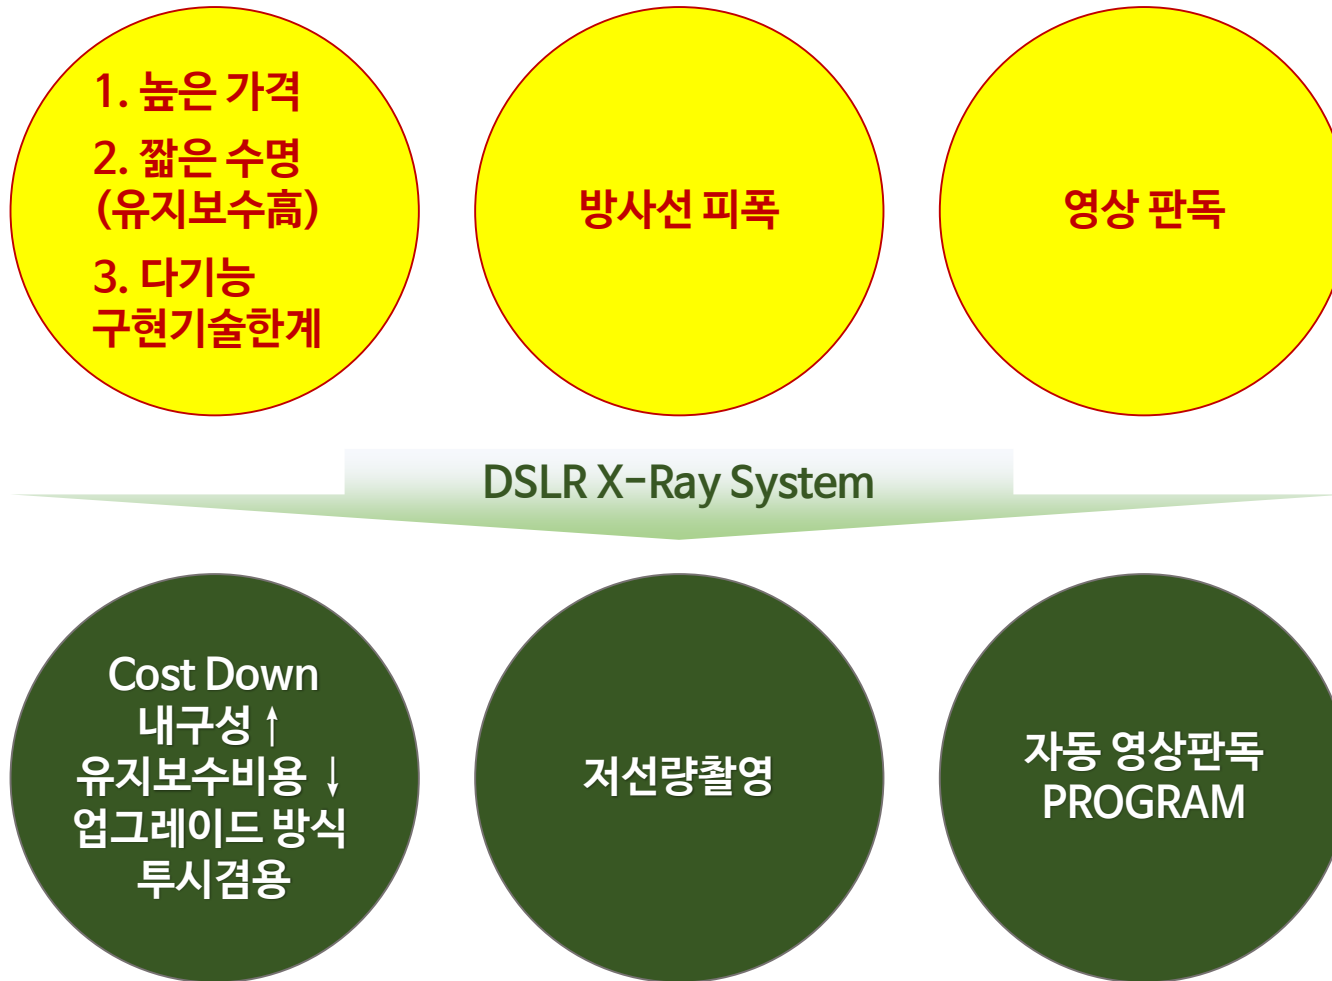 1. 높은 가격
2. 짧은 수명
(유지보수高)
3. 다기능
구현기술한계
방사선 피폭
영상 판독
DSLR X-Ray System
Cost Down
내구성 ↑
유지보수비용 ↓
업그레이드 방식
투시겸용
저선량촬영
자동 영상판독
PROGRAM